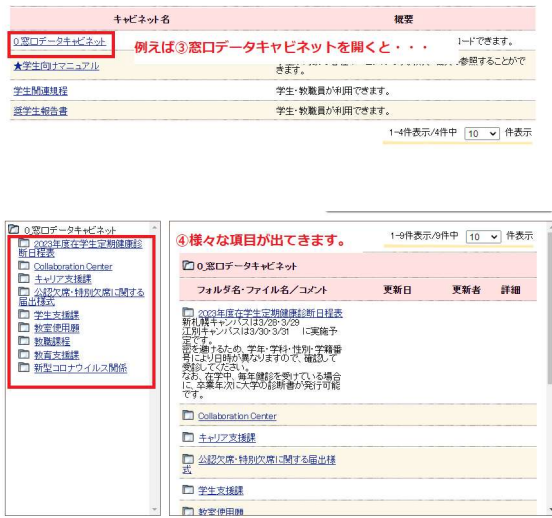 キャビネット名 概要
0_窓口データキャビネット ードできます。
例えば③窓口データキャビネットを開くと・・・
★学生向けマニュアル 参照することがで
きます。
学生関連規程 学生・教職員が利用できます。
奨学生報告書 学生・教職員が利用できます。
1-4件表示/4件中 10 件表示
0_窓口データキャビネット
2023年度在学生定期健康診
断日程表
Collaboration Center
キャリア支援課
公認欠席・特別欠席に関する
届出様式
学生支援課
教室使用願
教職課程
教育支援課
新型コロナウイルス関係
④様々な項目が出てきます。
1-9件表示/9件中 10 件表示
0_窓口データキャビネット
フォルダ名・ファイル名/コメント 更新日 更新者 詳細
2023年度在学生定期健康診断日程表
新札幌キャンパスは3/28・3/29
江別キャンパスは3/30・3/31 に実施予
定です。
密を避けるため、学年・学科・性別・学籍番
号により日時が異なりますので、確認して
受診してください。
なお、在学中、毎年健診を受けている場合
に、卒業年次に大学の診断書が発行可能
です。
Collaboration Center
キャリア支援課
公認欠席・特別欠席に関する届出様
式
学生支援課
教室使用願